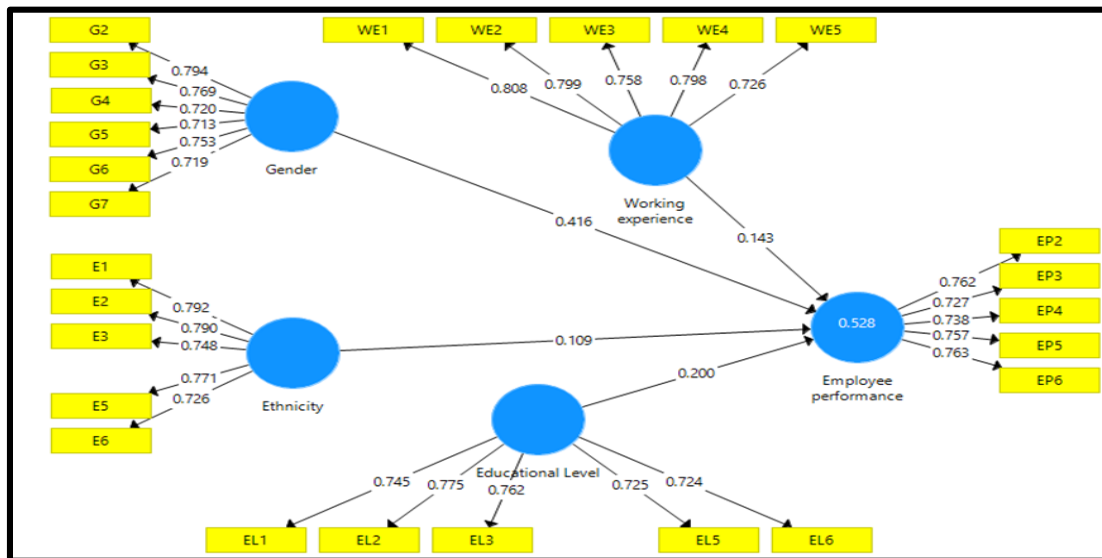 G2
G3
G4
G5
G6
G7
0.794
0.769
0.720
0.713
0.753
0.719
Gender
WE1
WE2
WE3
WE4
WE5
0.808
0.799
0.758
0.798
0.726
Working
experience
0.416
0.143
E1
E2
E3
E5
E6
0.792
0.790
0.748
0.771
0.726
Ethnicity
0.109
0.200
0.528
Employee
performance
EP2
EP3
EP4
EP5
EP6
0.762
0.727
0.738
0.757
0.763
Educational Level
0.745
0.775
0.762
0.725
0.724
EL1
EL2
EL3
EL5
EL6